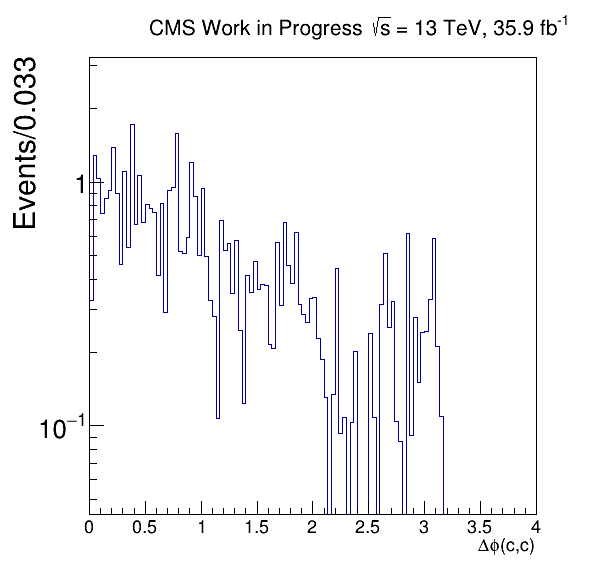 CMS Work in Progress √s = 13 TeV, 35.9 fb⁻¹
Events/0.033
1
10⁻¹
0 0.5 1 1.5 2 2.5 3 3.5 4
Δϕ(c,c)